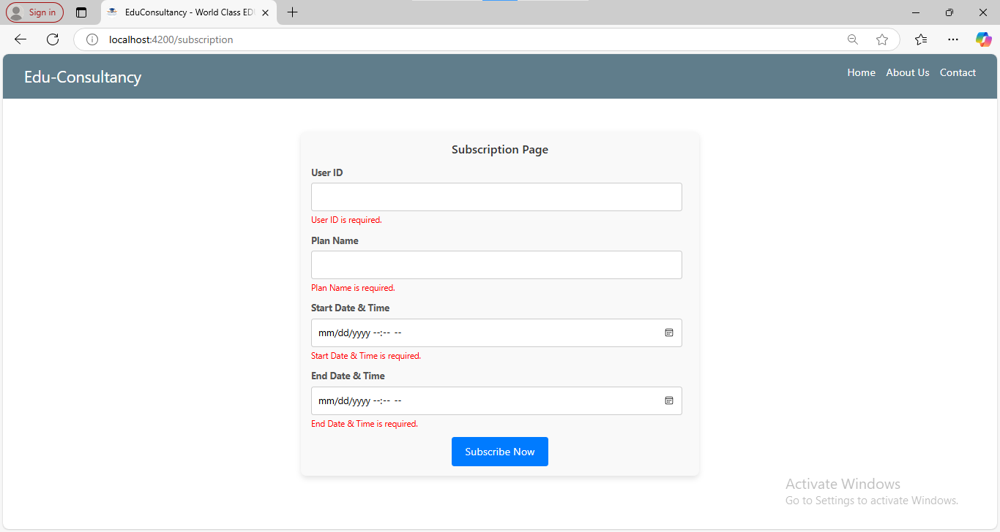 Sign in
EduConsultancy - World Class ED
localhost:4200/subscription
Edu-Consultancy
Home About Us Contact
Subscription Page
User ID
User ID is required.
Plan Name
Plan Name is required.
Start Date & Time
mm/dd/yyyy --:-- --
Start Date & Time is required.
End Date & Time
mm/dd/yyyy --:-- --
End Date & Time is required.
Subscribe Now
Activate Windows
Go to Settings to activate Windows.